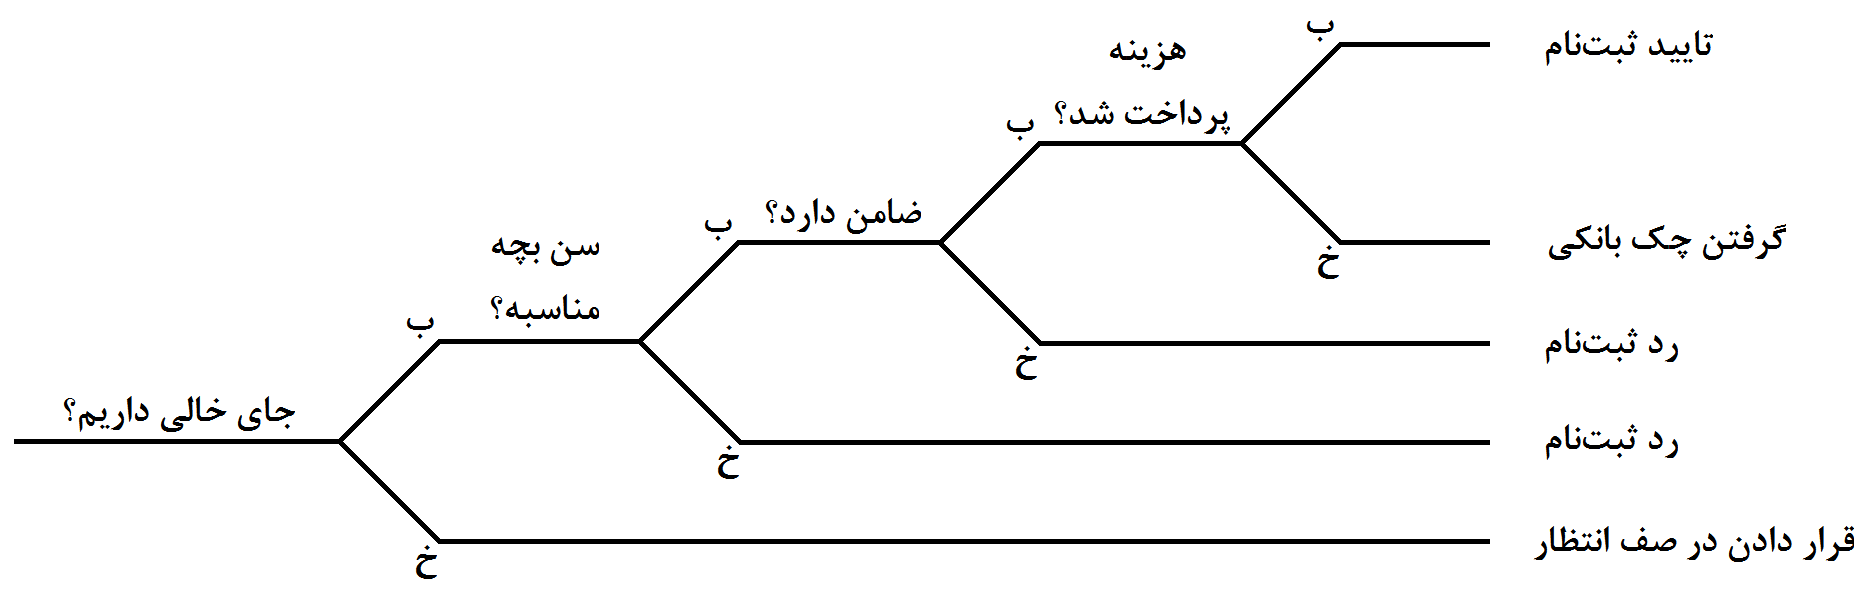 جای خالی داریم؟
ب
خ
سن بچه
مناسبه؟
ب
خ
ضامن دارد؟
ب
خ
هزینه
پرداخت شد؟
ب
خ
تایید ثبت‌نام
گرفتن چک بانکی
رد ثبت‌نام
رد ثبت‌نام
قرار دادن در صف انتظار